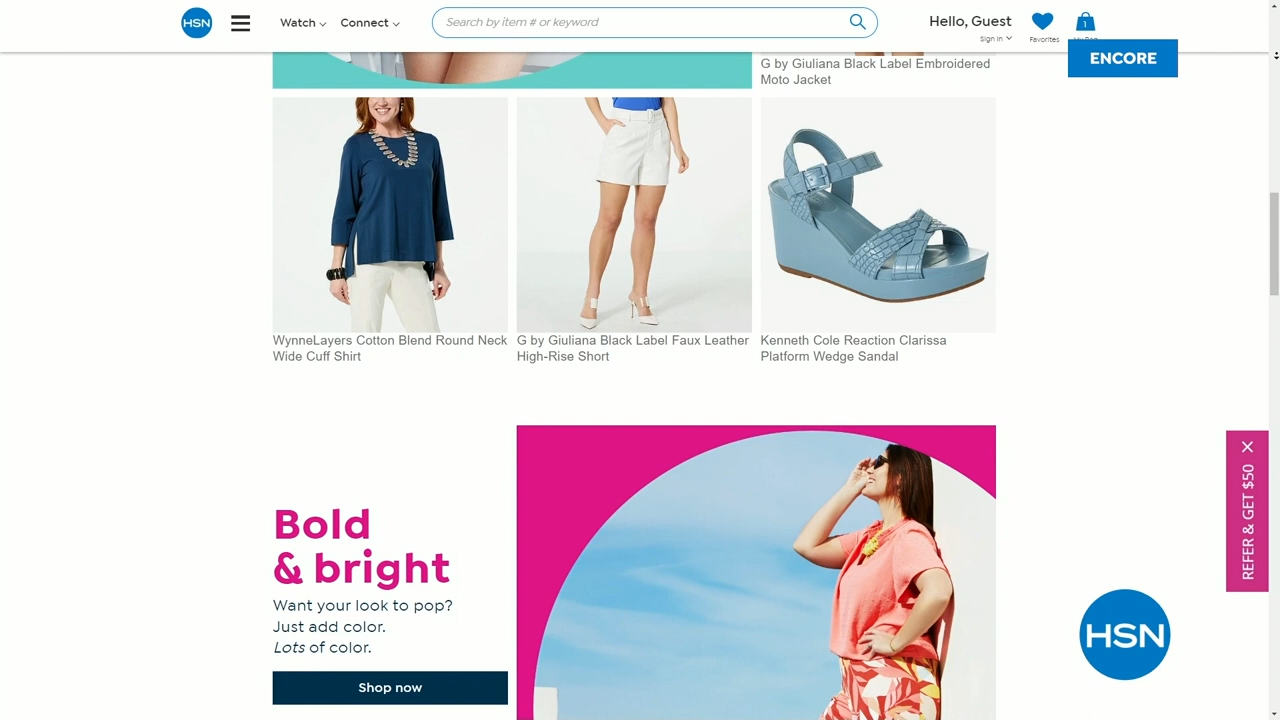 HSN
Watch
Connect
Search by item # or keyword
Hello, Guest
Sign In
Favorites
1
ENCORE
G by Giuliana Black Label Embroidered
Moto Jacket
WynneLayers Cotton Blend Round Neck
Wide Cuff Shirt
G by Giuliana Black Label Faux Leather
High-Rise Short
Kenneth Cole Reaction Clarissa
Platform Wedge Sandal
Bold
& bright
Want your look to pop?
Just add color.
Lots of color.
Shop now
REFER & GET $50
HSN